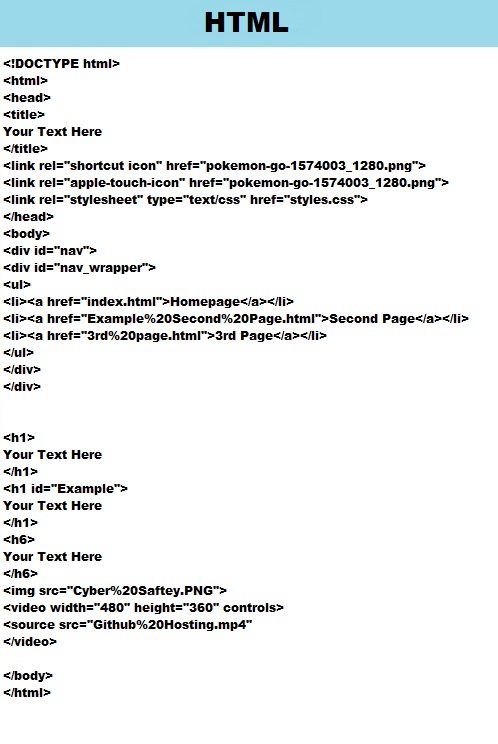 HTML
<!DOCTYPE html>
<html>
<head>
<title>
Your Text Here
</title>
<link rel="shortcut icon" href="pokemon-go-1574003_1280.png">
<link rel="apple-touch-icon" href="pokemon-go-1574003_1280.png">
<link rel="stylesheet" type="text/css" href="styles.css">
</head>
<body>
<div id="nav">
<div id="nav_wrapper">
<ul>
<li><a href="index.html">Homepage</a></li>
<li><a href="Example%20Second%20Page.html">Second Page</a></li>
<li><a href="3rd%20page.html">3rd Page</a></li>
</ul>
</div>
</div>
<h1>
Your Text Here
</h1>
<h1 id="Example">
Your Text Here
</h1>
<h6>
Your Text Here
</h6>
<img src="Cyber%20Saftey.PNG">
<video width="480" height="360" controls>
<source src="Github%20Hosting.mp4"
</video>
</body>
</html>